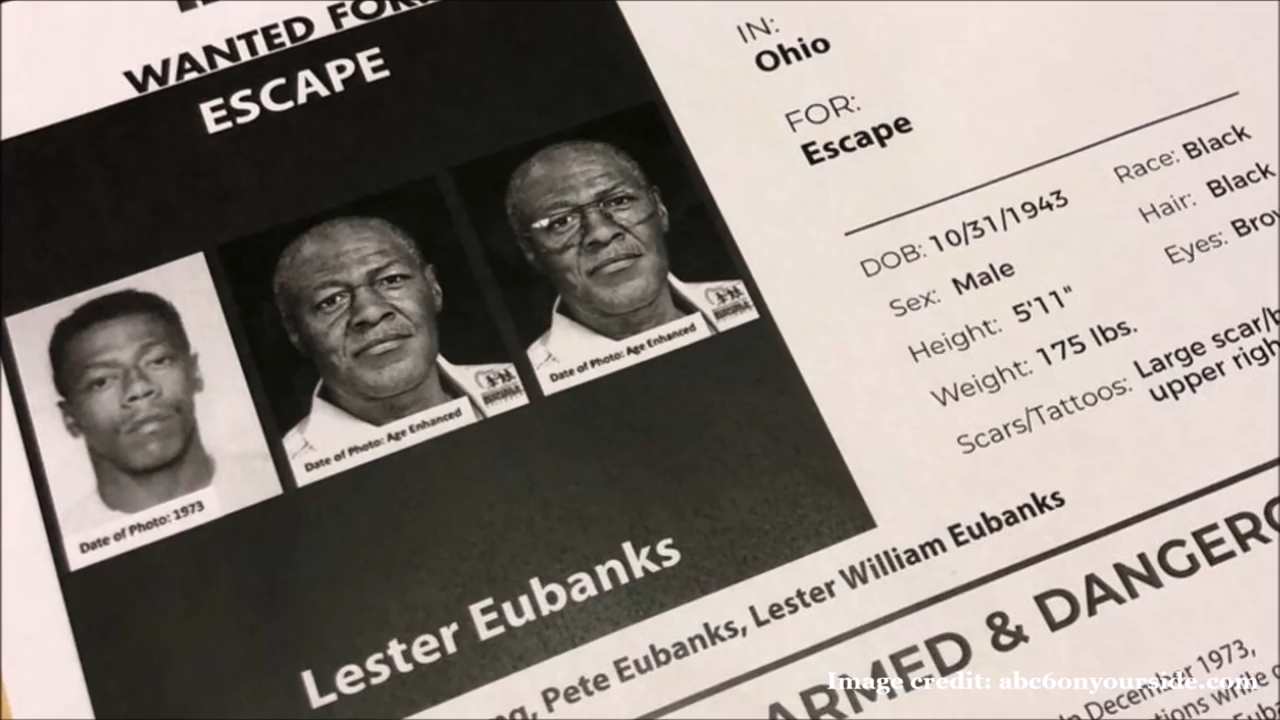 WANTED FOR
ESCAPE
Date of Photo: 1973
Date of Photo: Age Enhanced
Date of Photo: Age Enhanced
Lester Eubanks
IN:
Ohio
FOR:
Escape
DOB: 10/31/1943
Sex: Male
Height: 5'11"
Weight: 175 lbs.
Scars/Tattoos: Large scar/
upper
Race: Black
Hair: Black
Eyes:
Pete Eubanks, Lester William Eubanks
ARMED &
December 1973,
Image credit: abc6onyourside.com